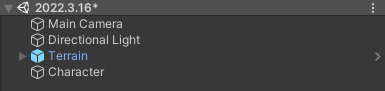 2022.3.16*
Main Camera
Directional Light
Terrain
Character